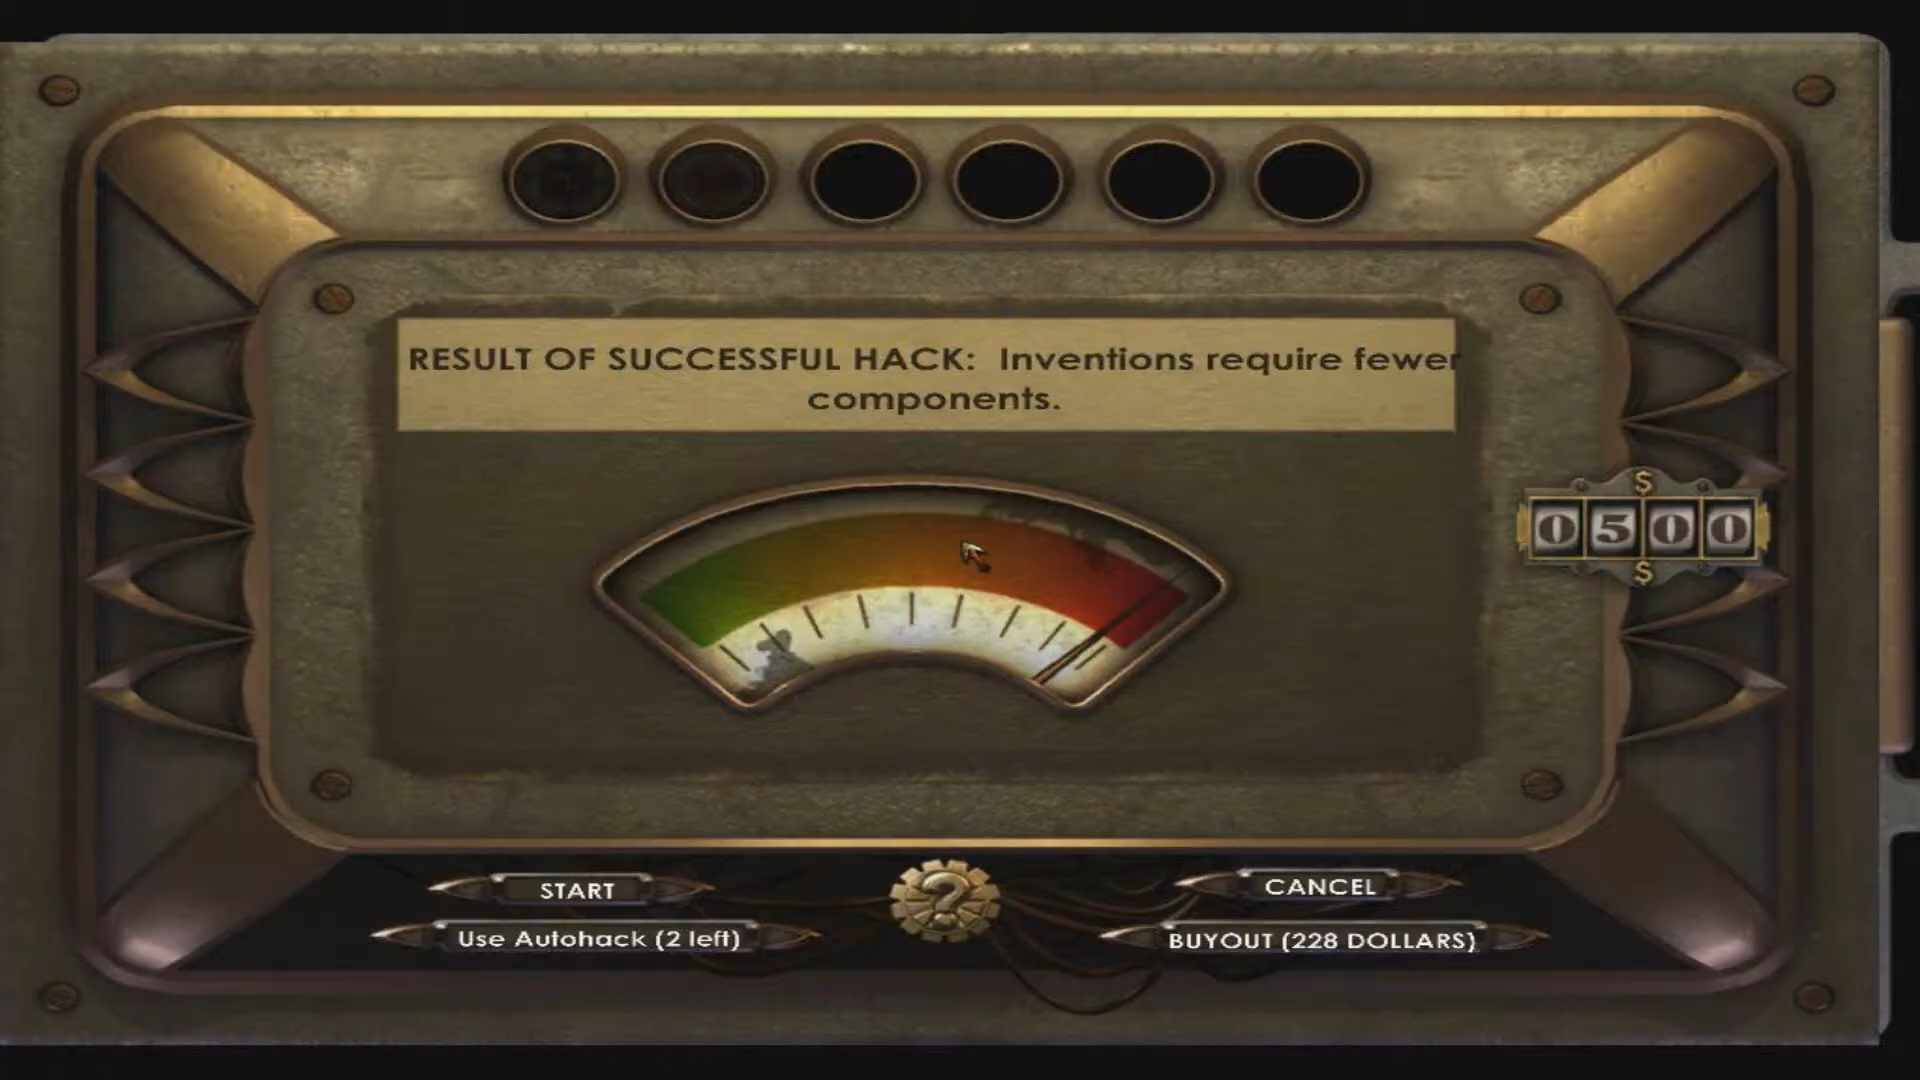 RESULT OF SUCCESSFUL HACK: Inventions require fewer
components.
$
0500
$
START
CANCEL
?
Use Autohack (2 left)
BUYOUT (228 DOLLARS)